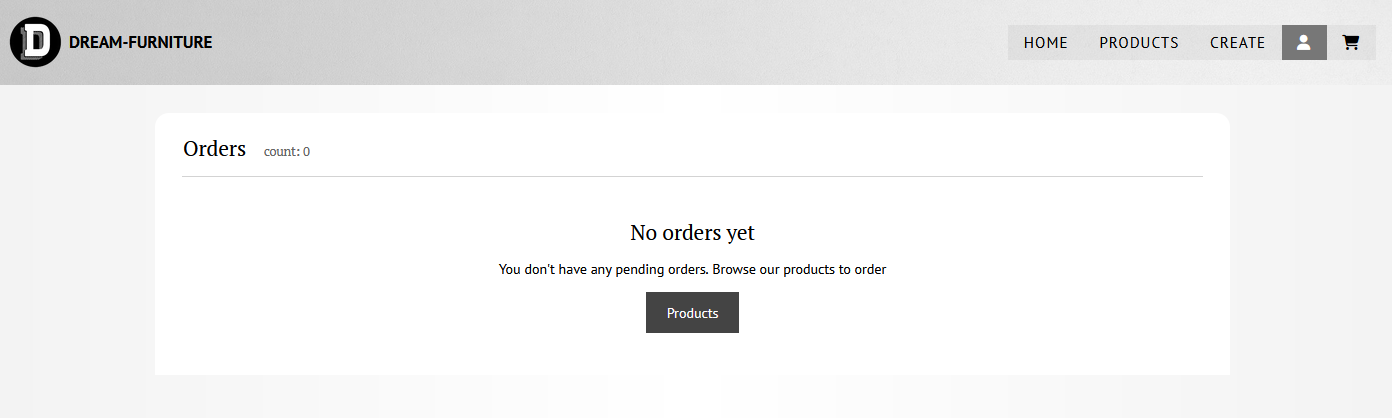 D DREAM-FURNITURE
HOME PRODUCTS CREATE
Orders count: 0
No orders yet
You don't have any pending orders. Browse our products to order
Products